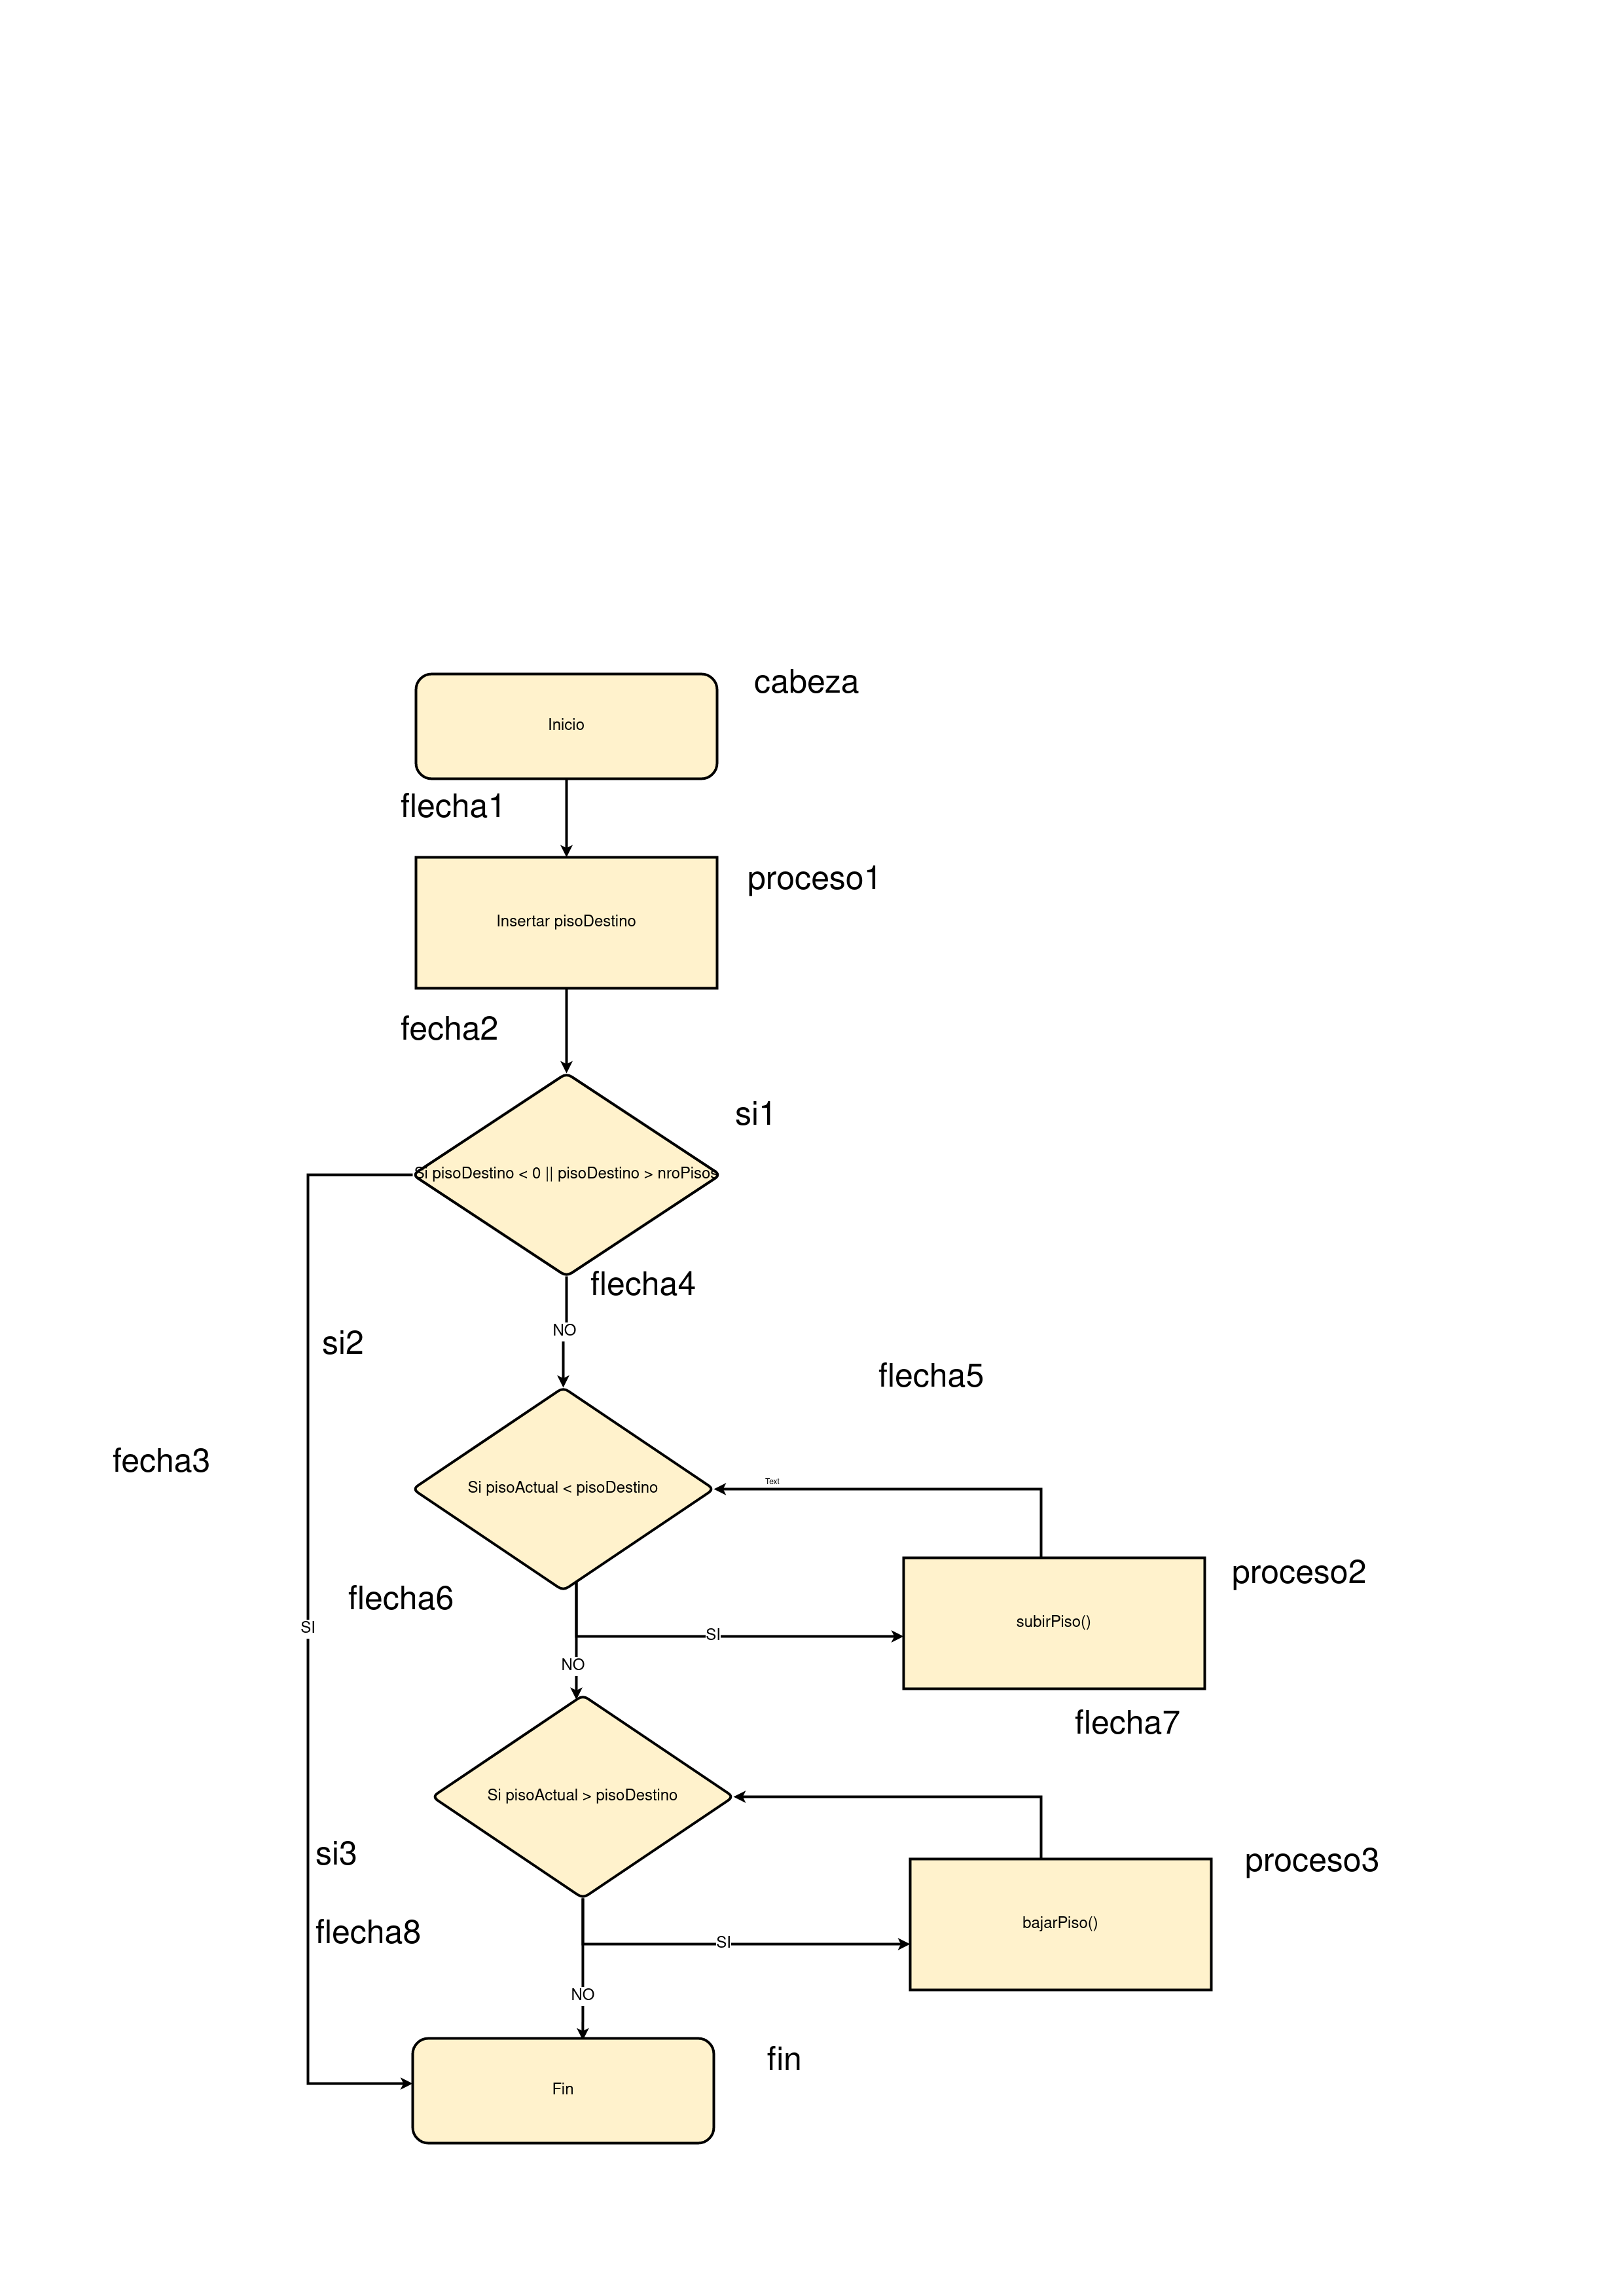 cabeza
Inicio
flecha1
proceso1
Insertar pisoDestino
fecha2
si1
Si pisoDestino < 0 || pisoDestino > nroPisos
flecha4
NO
si2
flecha5
fecha3
Text
Si pisoActual < pisoDestino
proceso2
flecha6
subirPiso()
SI
SI
NO
flecha7
Si pisoActual > pisoDestino
si3
proceso3
flecha8
bajarPiso()
SI
NO
fin
Fin